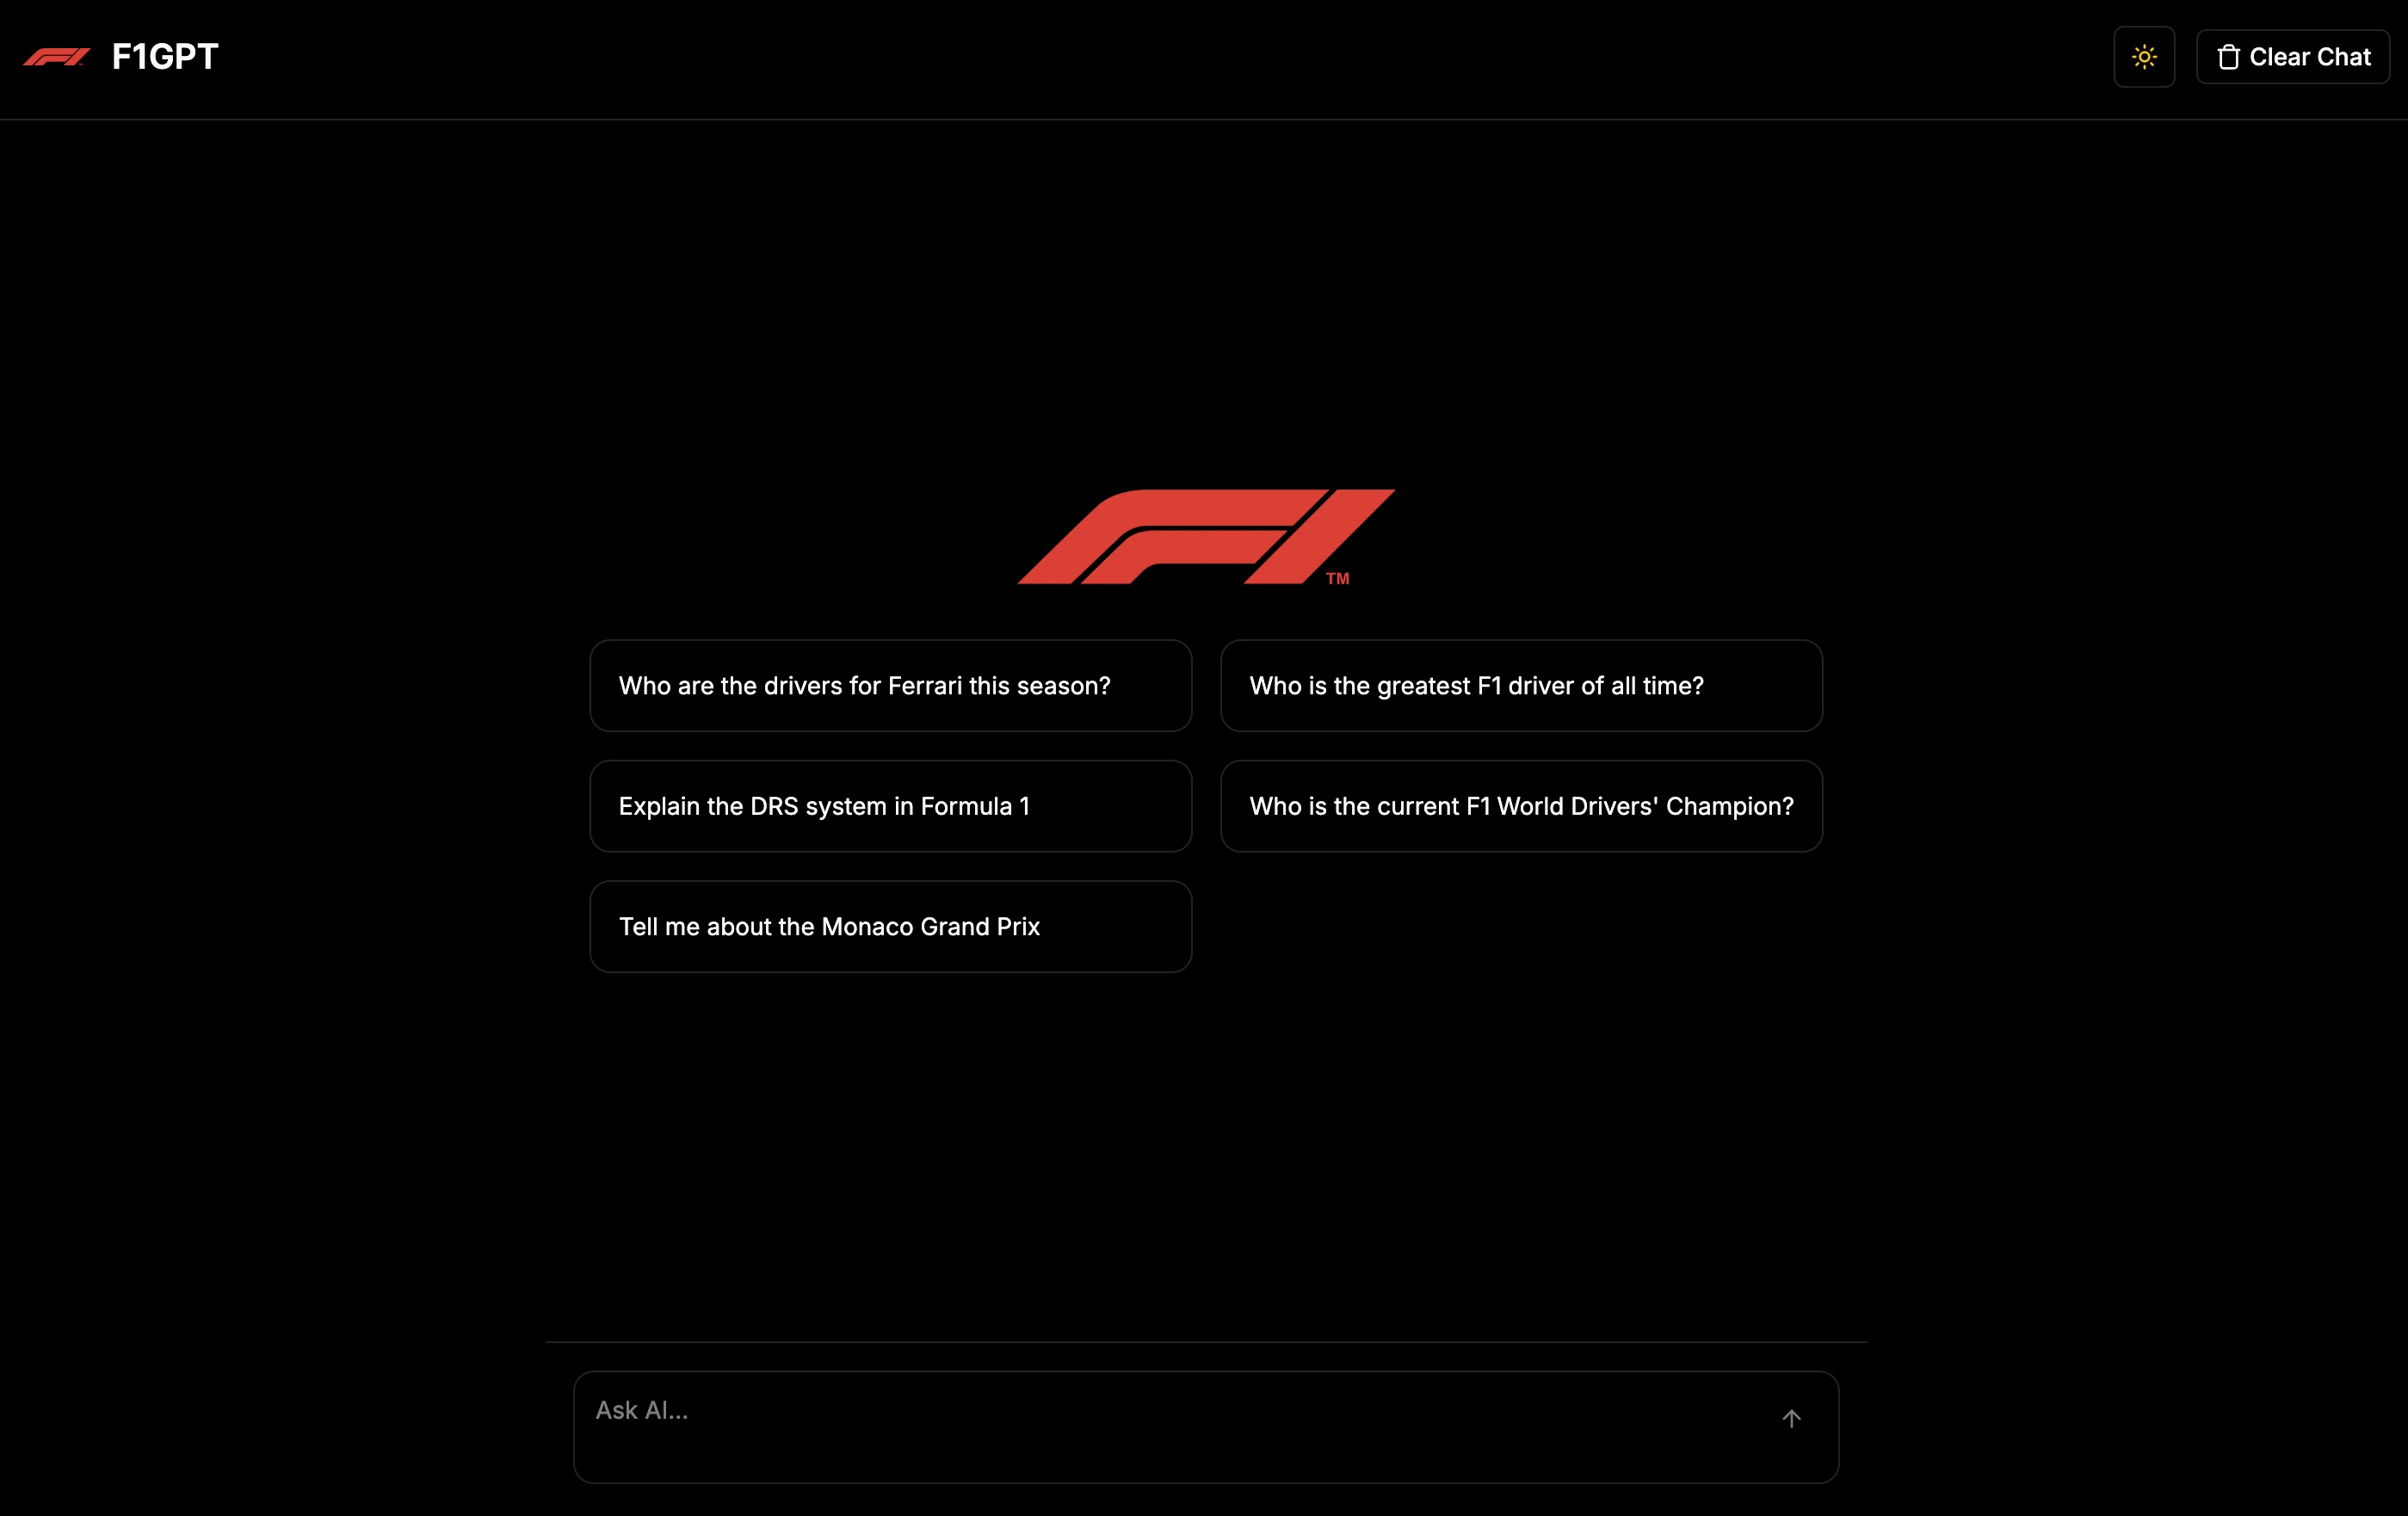 F1GPT
Clear Chat
F1 TM
Who are the drivers for Ferrari this season?
Who is the greatest F1 driver of all time?
Explain the DRS system in Formula 1
Who is the current F1 World Drivers' Champion?
Tell me about the Monaco Grand Prix
Ask AI...